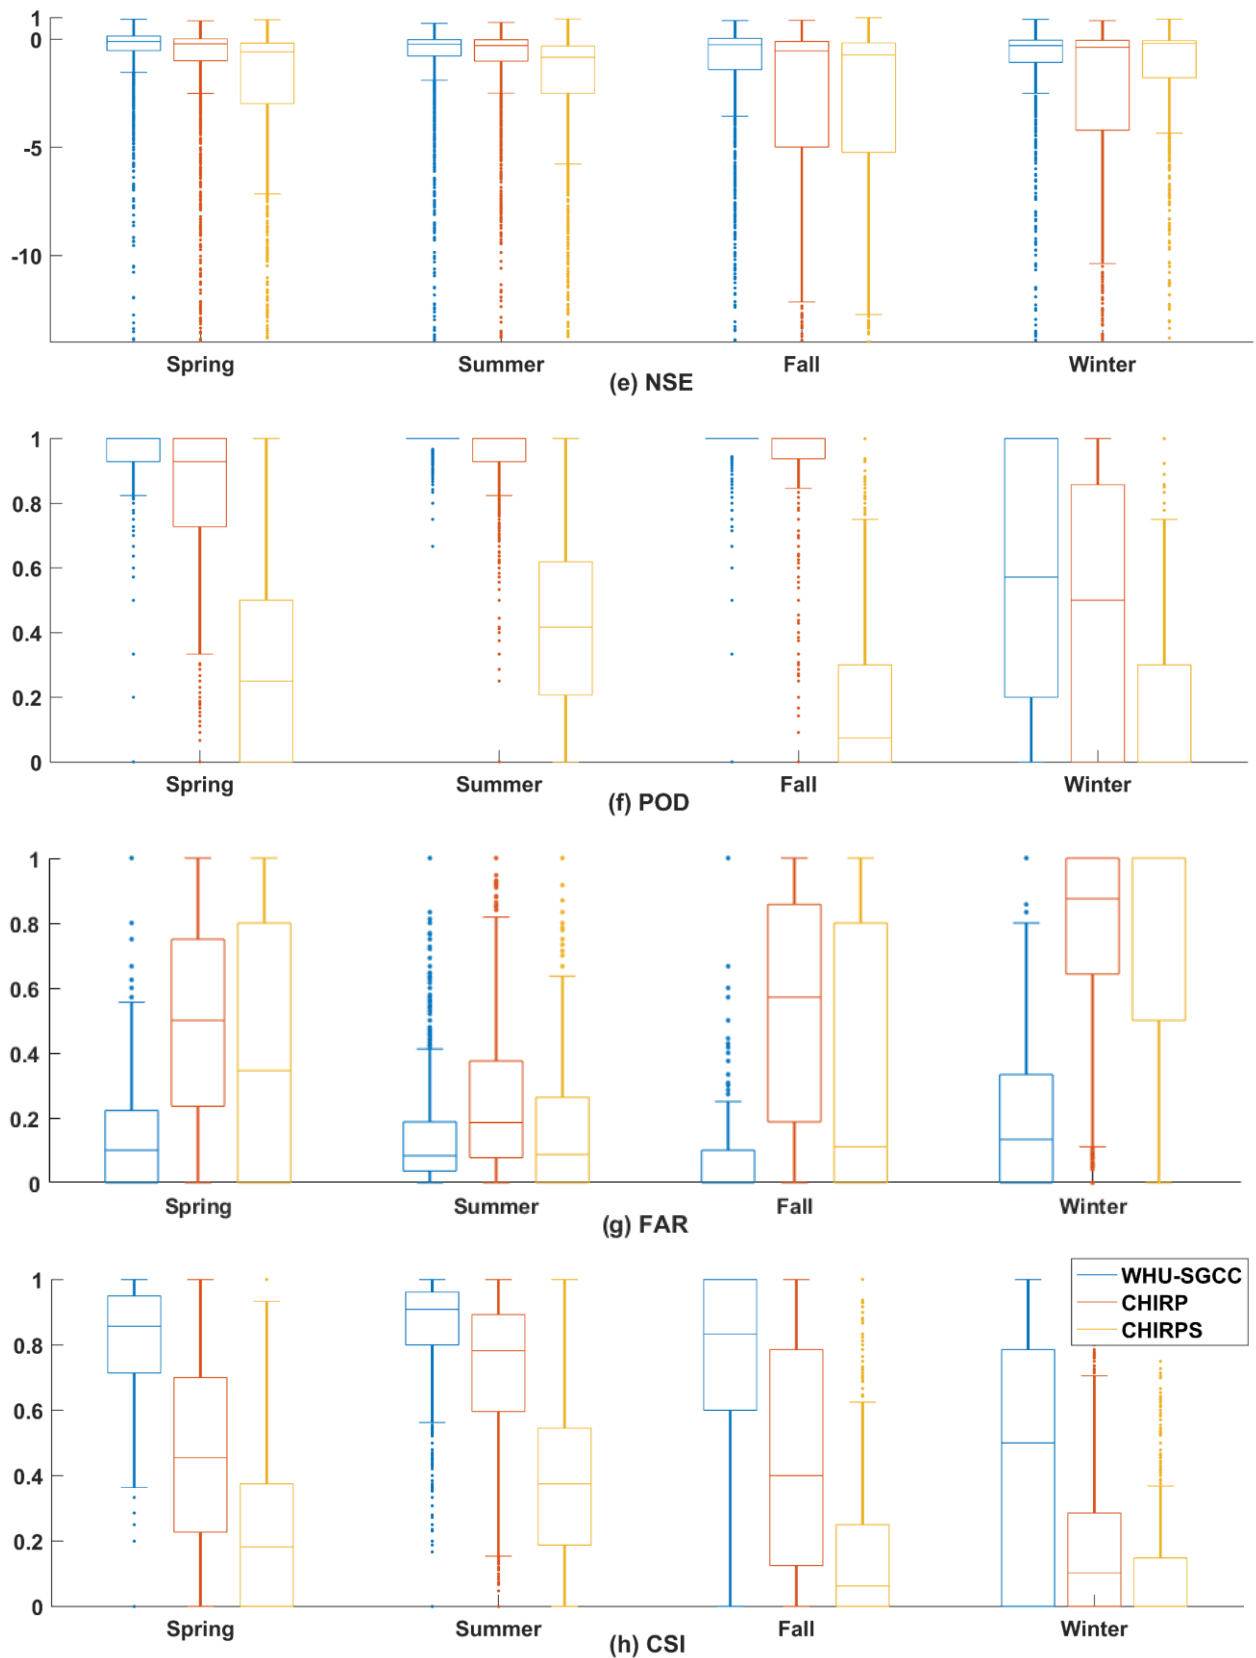 1
0
-5
-10
Spring Summer Fall Winter
(e) NSE
1
0.8
0.6
0.4
0.2
0
Spring Summer Fall Winter
(f) POD
1
0.8
0.6
0.4
0.2
0
Spring Summer Fall Winter
(g) FAR
WHU-SGCC
CHIRP
CHIRPS
1
0.8
0.6
0.4
0.2
0
Spring Summer Fall Winter
(h) CSI